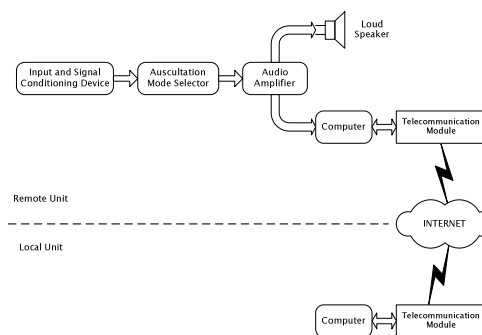 Loud
Speaker
Input and Signal
Conditioning Device
Auscultation
Mode Selector
Audio
Amplifier
Computer
Telecommunication
Module
Remote Unit
INTERNET
Local Unit
Computer
Telecommunication
Module